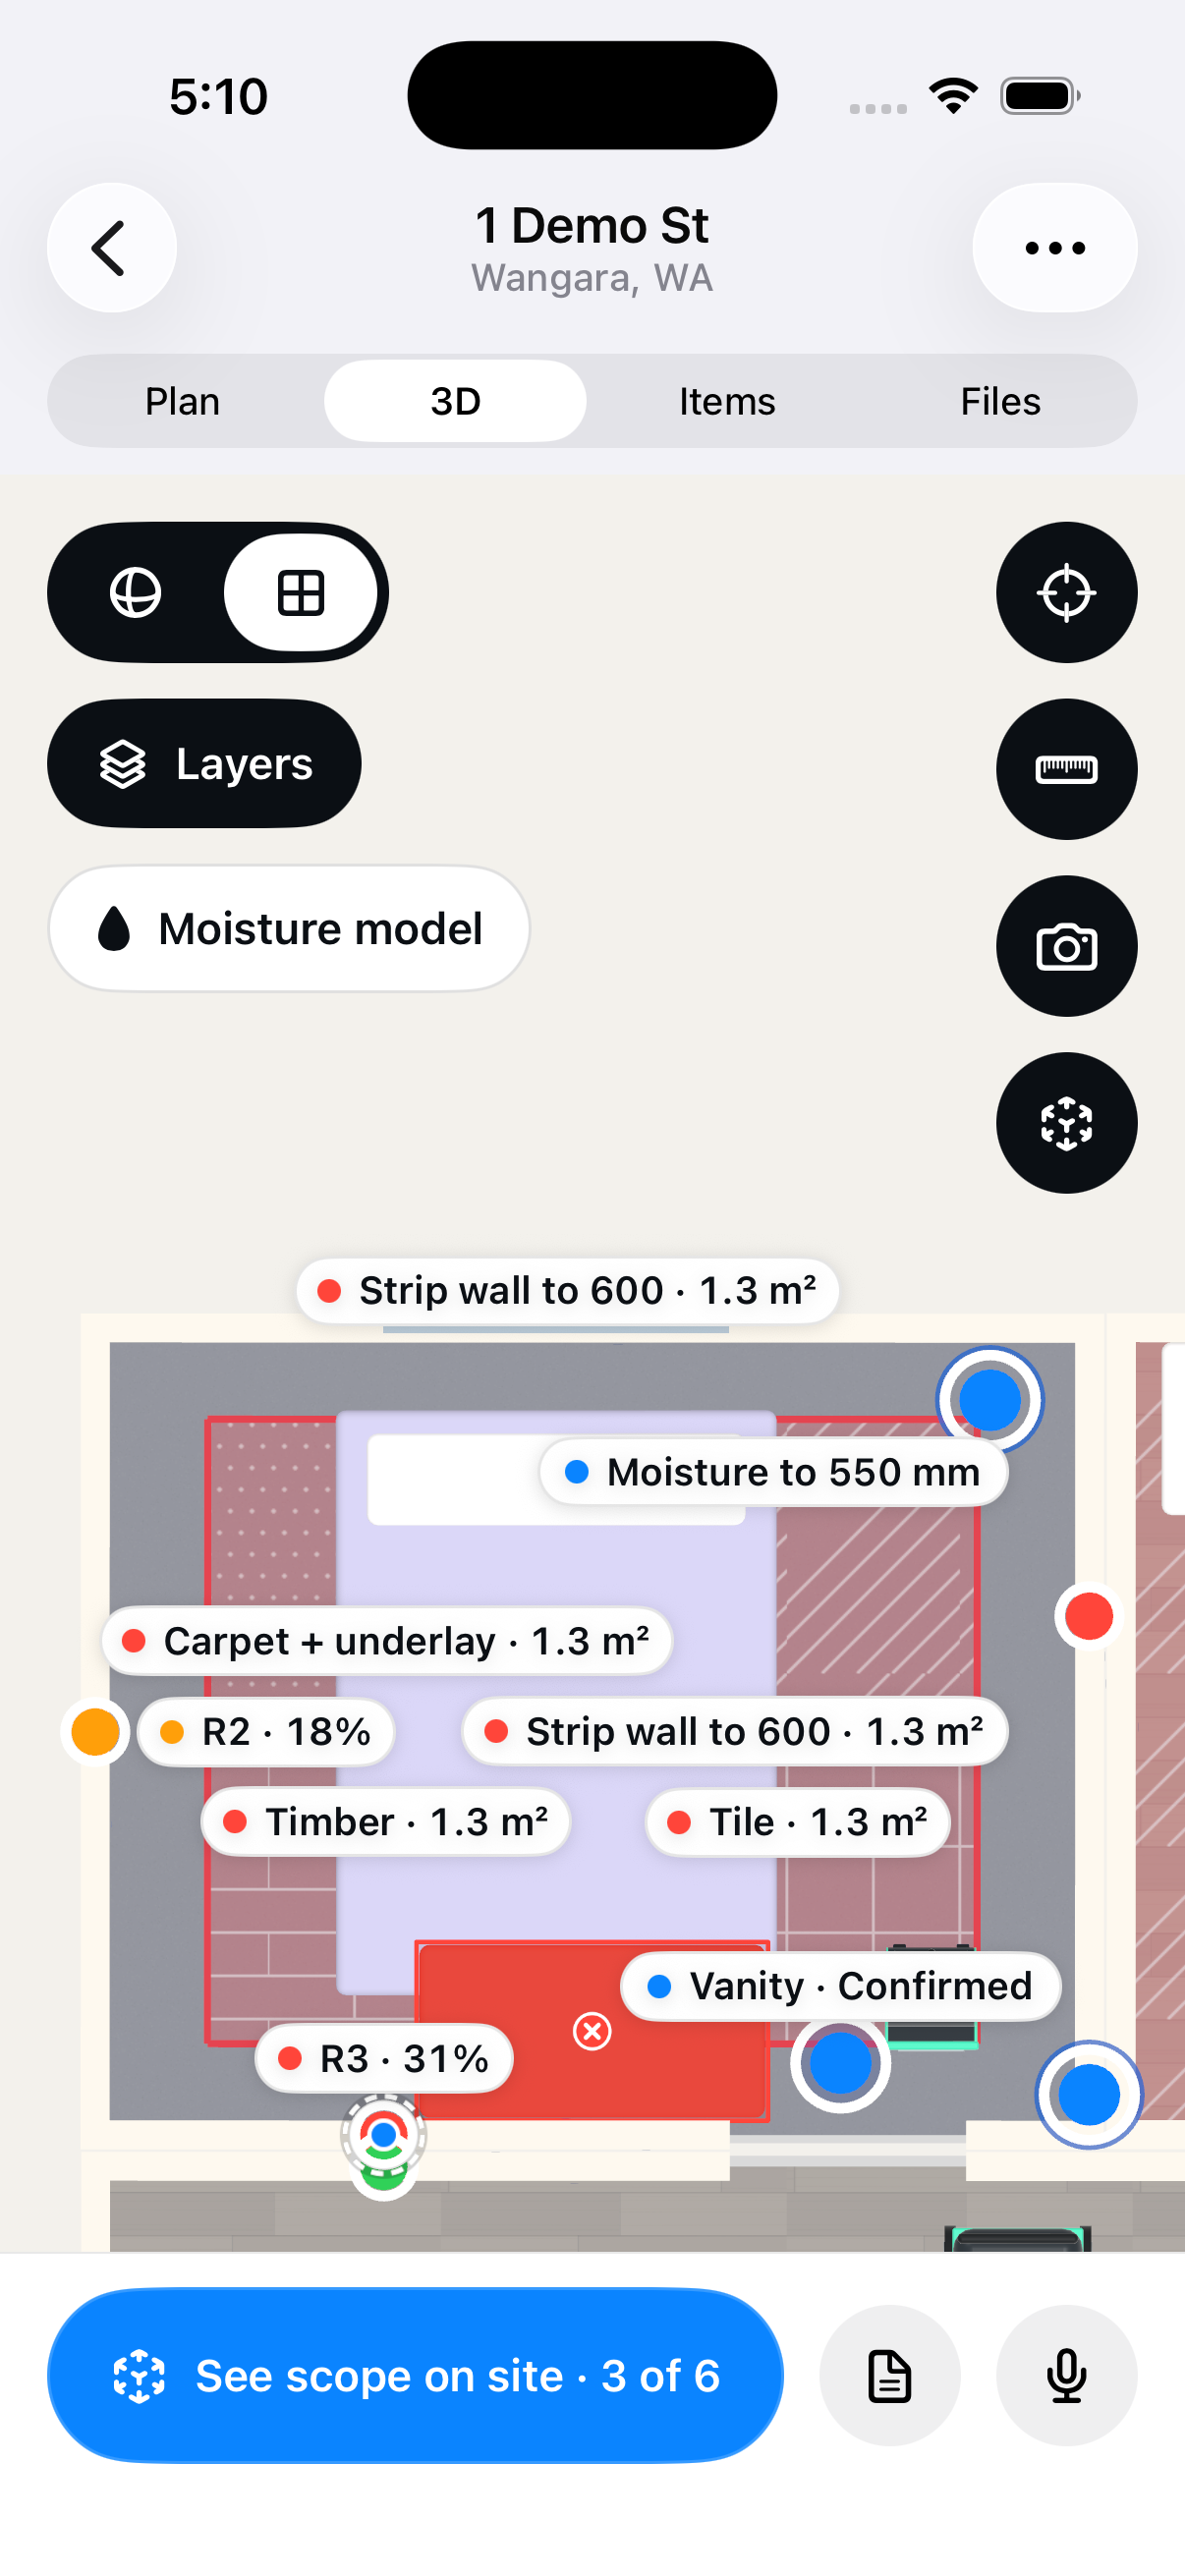 5:10
1 Demo St
Wangara, WA
Plan
3D
Items
Files
Layers
Moisture model
Strip wall to 600 · 1.3 m²
Moisture to 550 mm
Carpet + underlay · 1.3 m²
R2 · 18%
Strip wall to 600 · 1.3 m²
Timber · 1.3 m²
Tile · 1.3 m²
Vanity · Confirmed
R3 · 31%
See scope on site · 3 of 6